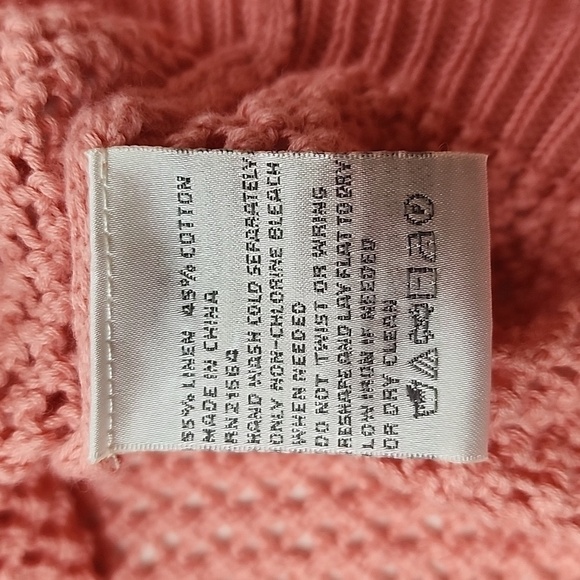 55% LINEN 45% COTTON
MADE IN CHINA
RN21564
HAND WASH COLD SEPARATELY
ONLY NON-CHLORINE BLEACH
WHEN NEEDED
DO NOT TWIST OR WRING
RESHAPE AND LAY FLAT TO DRY
LOW IRON IF NEEDED
OR DRY CLEAN